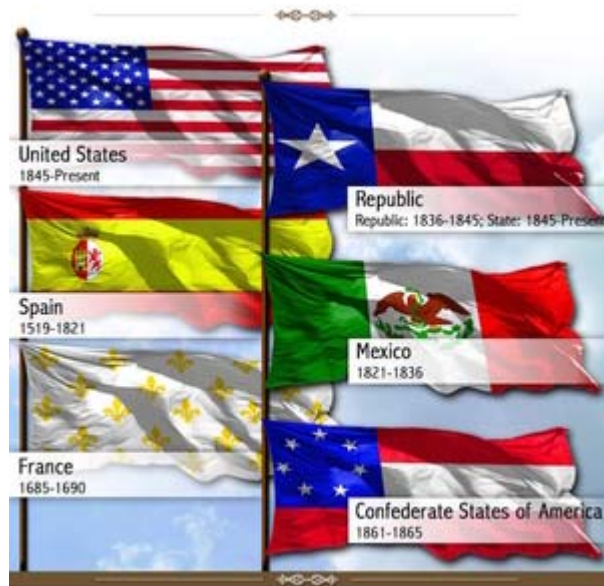 United States
1845-Present
Republic
Republic: 1836-1845; State: 1845-Present
Spain
1519-1821
Mexico
1821-1836
France
1685-1690
Confederate States of America
1861-1865